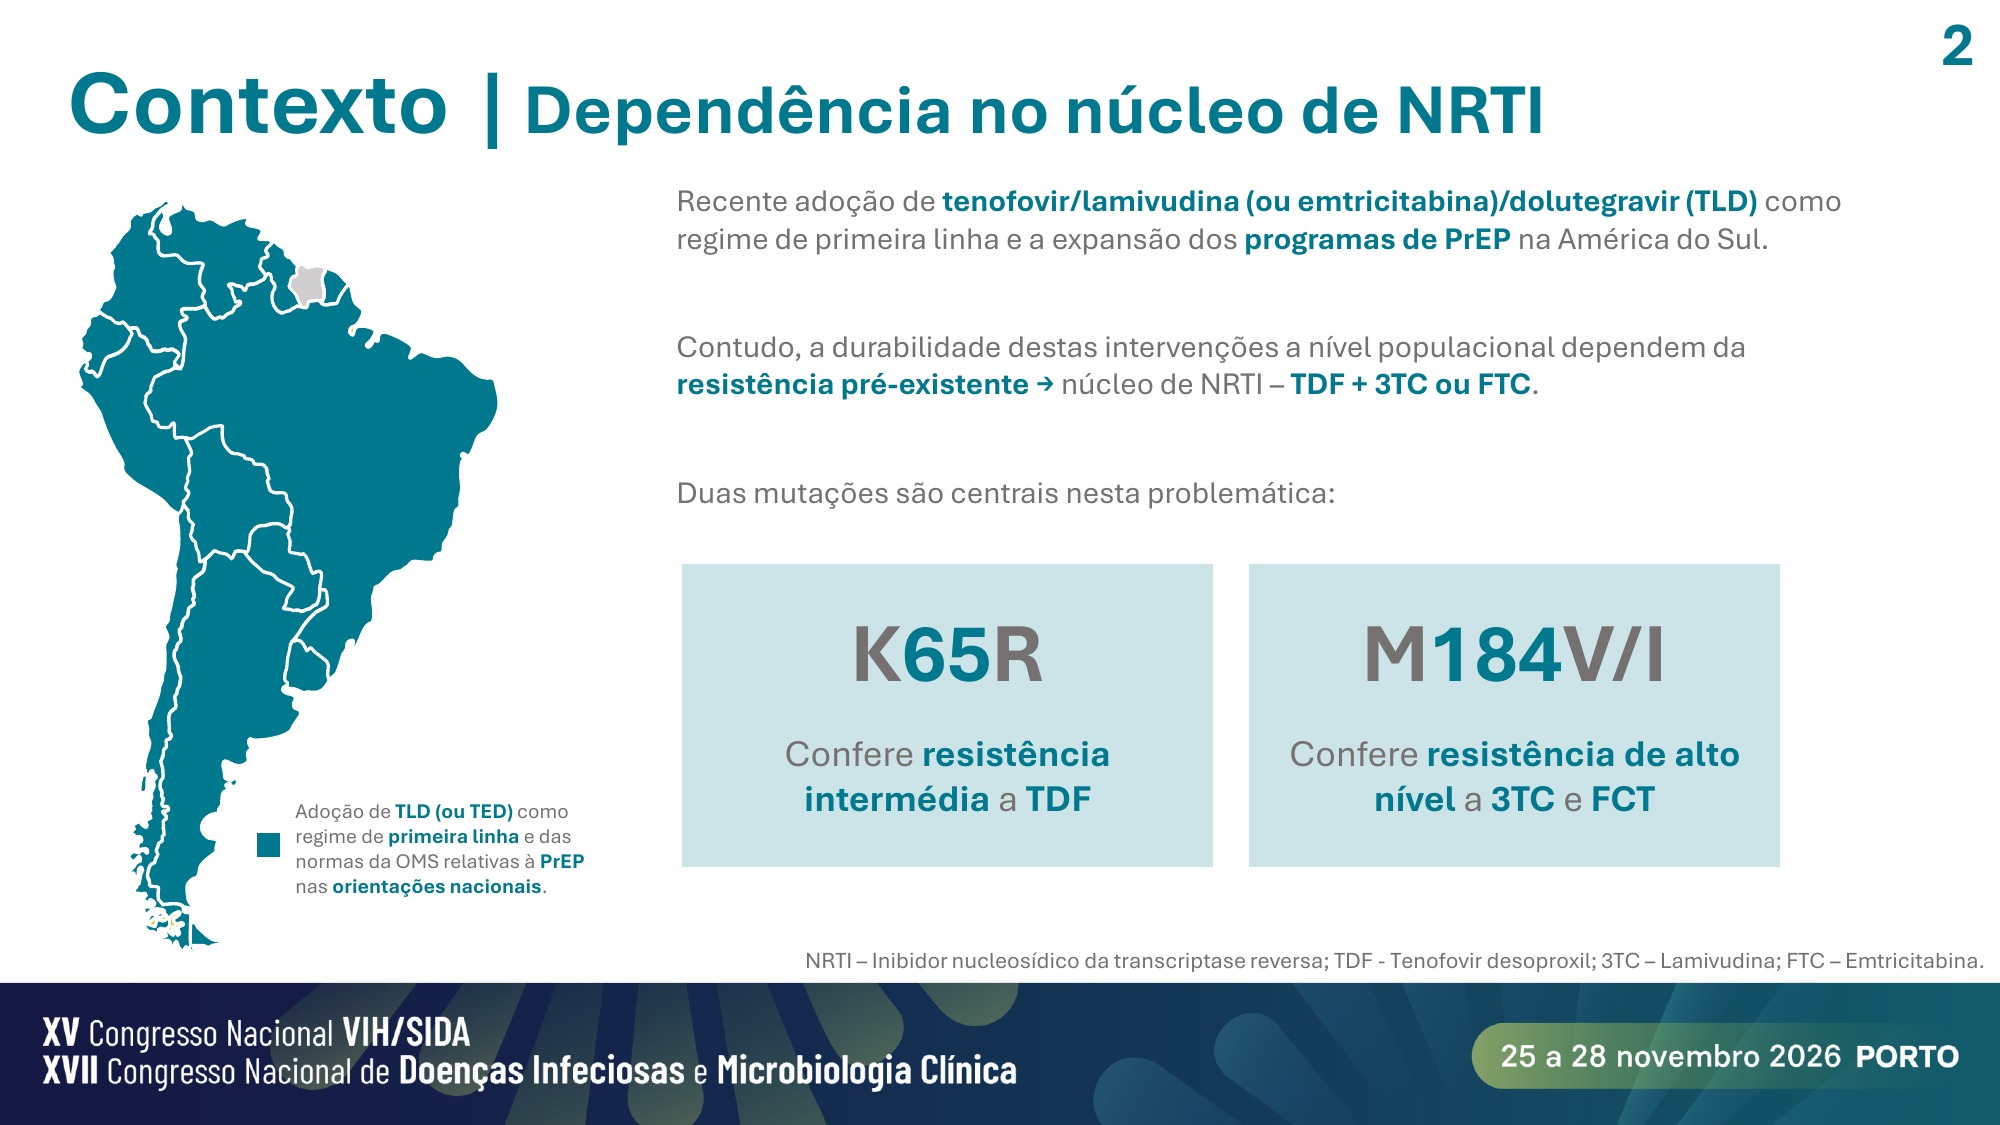 2
Contexto | Dependência no núcleo de NRTI
Recente adoção de tenofovir/lamivudina (ou emtricitabina)/dolutegravir (TLD) como
regime de primeira linha e a expansão dos programas de PrEP na América do Sul.
Contudo, a durabilidade destas intervenções a nível populacional dependem da
resistência pré-existente → núcleo de NRTI – TDF + 3TC ou FTC.
Duas mutações são centrais nesta problemática:
K65R
Confere resistência
intermédia a TDF
M184V/I
Confere resistência de alto
nível a 3TC e FCT
Adoção de TLD (ou TED) como
regime de primeira linha e das
normas da OMS relativas à PrEP
nas orientações nacionais.
NRTI – Inibidor nucleosídico da transcriptase reversa; TDF - Tenofovir desoproxil; 3TC – Lamivudina; FTC – Emtricitabina.
XV Congresso Nacional VIH/SIDA
XVII Congresso Nacional de Doenças Infeciosas e Microbiologia Clínica
25 a 28 novembro 2026 PORTO